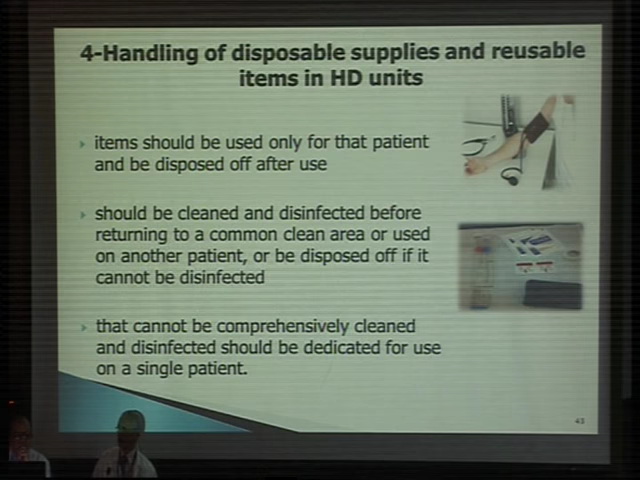 4-Handling of disposable supplies and reusable
items in HD units
items should be used only for that patient
and be disposed off after use
should be cleaned and disinfected before
returning to a common clean area or used
on another patient, or be disposed off if it
cannot be disinfected
that cannot be comprehensively cleaned
and disinfected should be dedicated for use
on a single patient.
43